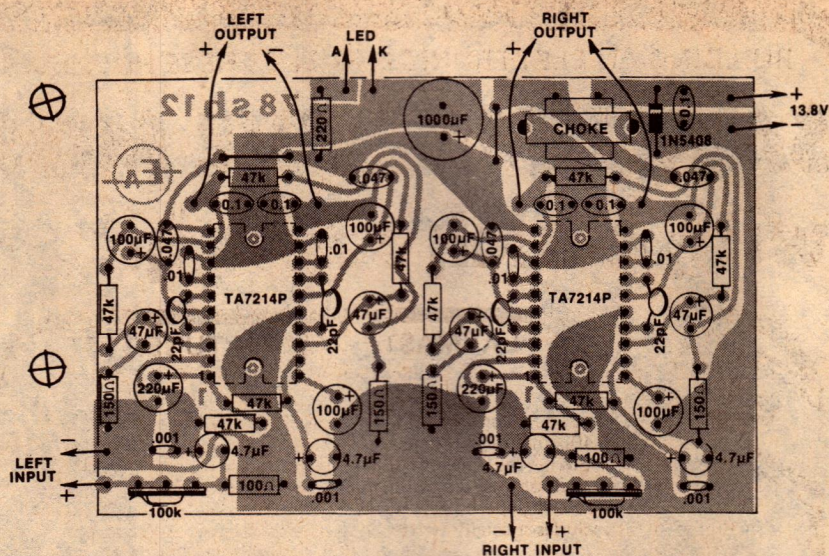 LEFT
OUTPUT
+
−
LED
A K
RIGHT
OUTPUT
+
−
78sb12
220Ω
1000µF
+
CHOKE
1N5408
0.1
+
13.8V
−
EA
47k
.047
47k
.047
0.1
0.1
0.1
0.1
100µF
+
.047
.01
.01
100µF
+
47k
100µF
+
.047
.01
.01
100µF
+
47k
47k
TA7214P
47k
TA7214P
47µF
+
22pF
22pF
47µF
+
47µF
+
22pF
22pF
47µF
+
150Ω
220µF
+
1
47k
100µF
+
150Ω
150Ω
220µF
+
1
47k
100µF
+
150Ω
47k
47k
−
LEFT
INPUT
+
.001
+
4.7µF
+
4.7µF
.001
+
4.7µF
100Ω
+
4.7µF
100Ω
.001
.001
100k
100k
−
+
RIGHT INPUT